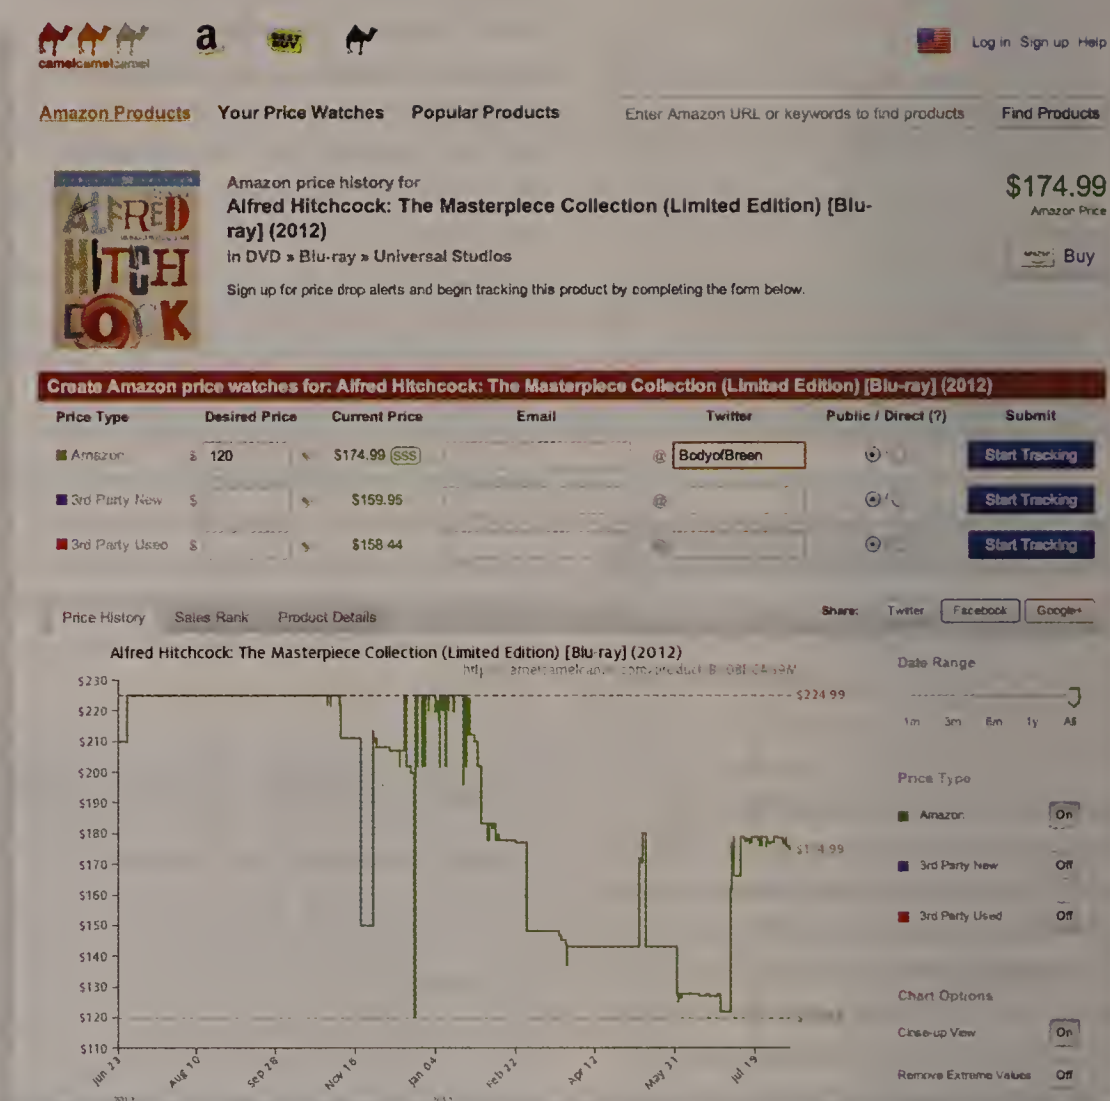 camelcamelcamel
a
BEST BUY
Log in Sign up Help
Amazon Products Your Price Watches Popular Products Enter Amazon URL or keywords to find products Find Products
ALFRED HITCHCOCK
Amazon price history for
Alfred Hitchcock: The Masterpiece Collection (Limited Edition) [Blu-
ray] (2012)
in DVD » Blu-ray » Universal Studios
Sign up for price drop alerts and begin tracking this product by completing the form below.
$174.99
Amazon Price
Buy
Create Amazon price watches for: Alfred Hitchcock: The Masterpiece Collection (Limited Edition) [Blu-ray] (2012)
Price Type Desired Price Current Price Email Twitter Public / Direct (?) Submit
Amazon $ 120 $174.99 SSS @ BodyofBreen Start Tracking
3rd Party New $ $159.95 @ Start Tracking
3rd Party Used $ $158.44 @ Start Tracking
Price History Sales Rank Product Details Share: Twitter Facebook Google+
Alfred Hitchcock: The Masterpiece Collection (Limited Edition) [Blu-ray] (2012)
$230
$224.99
$220
$210
$200
$190
$180
$170
$160
$150
$140
$130
$120
$110
Jun 23 Aug 10 Sep 28 Nov 16 Jan 04 Feb 22 Apr 12 May 31 Jul 19
Date Range
1m 3m 6m 1y All
Price Type
Amazon On
3rd Party New Off
3rd Party Used Off
Chart Options
Close-up View On
Remove Extreme Values Off